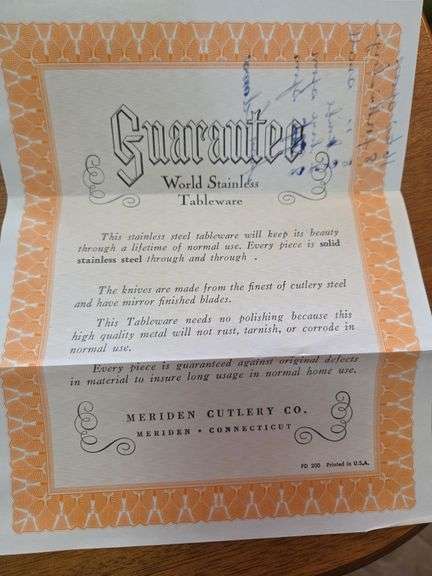 Guarantee
World Stainless
Tableware
This stainless steel tableware will keep its beauty
through a lifetime of normal use. Every piece is solid
stainless steel through and through .
The knives are made from the finest of cutlery steel
and have mirror finished blades.
This Tableware needs no polishing because this
high quality metal will not rust, tarnish, or corrode in
normal use.
Every piece is guaranteed against original defects
in material to insure long usage in normal home use.
MERIDEN CUTLERY CO.
MERIDEN • CONNECTICUT
FD 200 Printed in U.S.A.